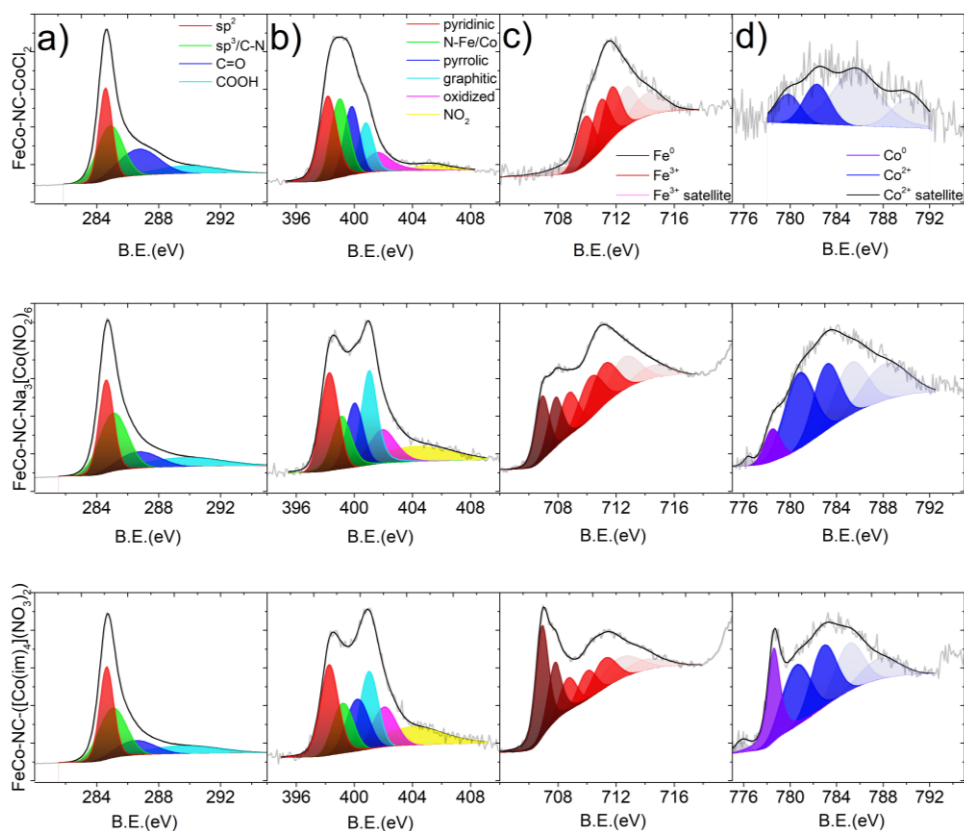 a)
sp²
sp³/C-N
C=O
COOH
b)
pyridinic
N-Fe/Co
pyrrolic
graphitic
oxidized
NO₂
c)
Fe⁰
Fe³⁺
Fe³⁺ satellite
d)
Co⁰
Co²⁺
Co²⁺ satellite
FeCo-NC-CoCl₂
284 288 292
396 400 404 408
708 712 716
776 780 784 788 792
B.E.(eV) B.E.(eV) B.E.(eV) B.E.(eV)
FeCo-NC-Na₃[Co(NO₂)₆
284 288 292
396 400 404 408
708 712 716
776 780 784 788 792
B.E.(eV) B.E.(eV) B.E.(eV) B.E.(eV)
FeCo-NC-([Co(im)₄](NO₃)₂)
284 288 292
396 400 404 408
700 704 708 712 716
776 780 784 788 792
B.E.(eV) B.E.(eV) B.E.(eV) B.E.(eV)